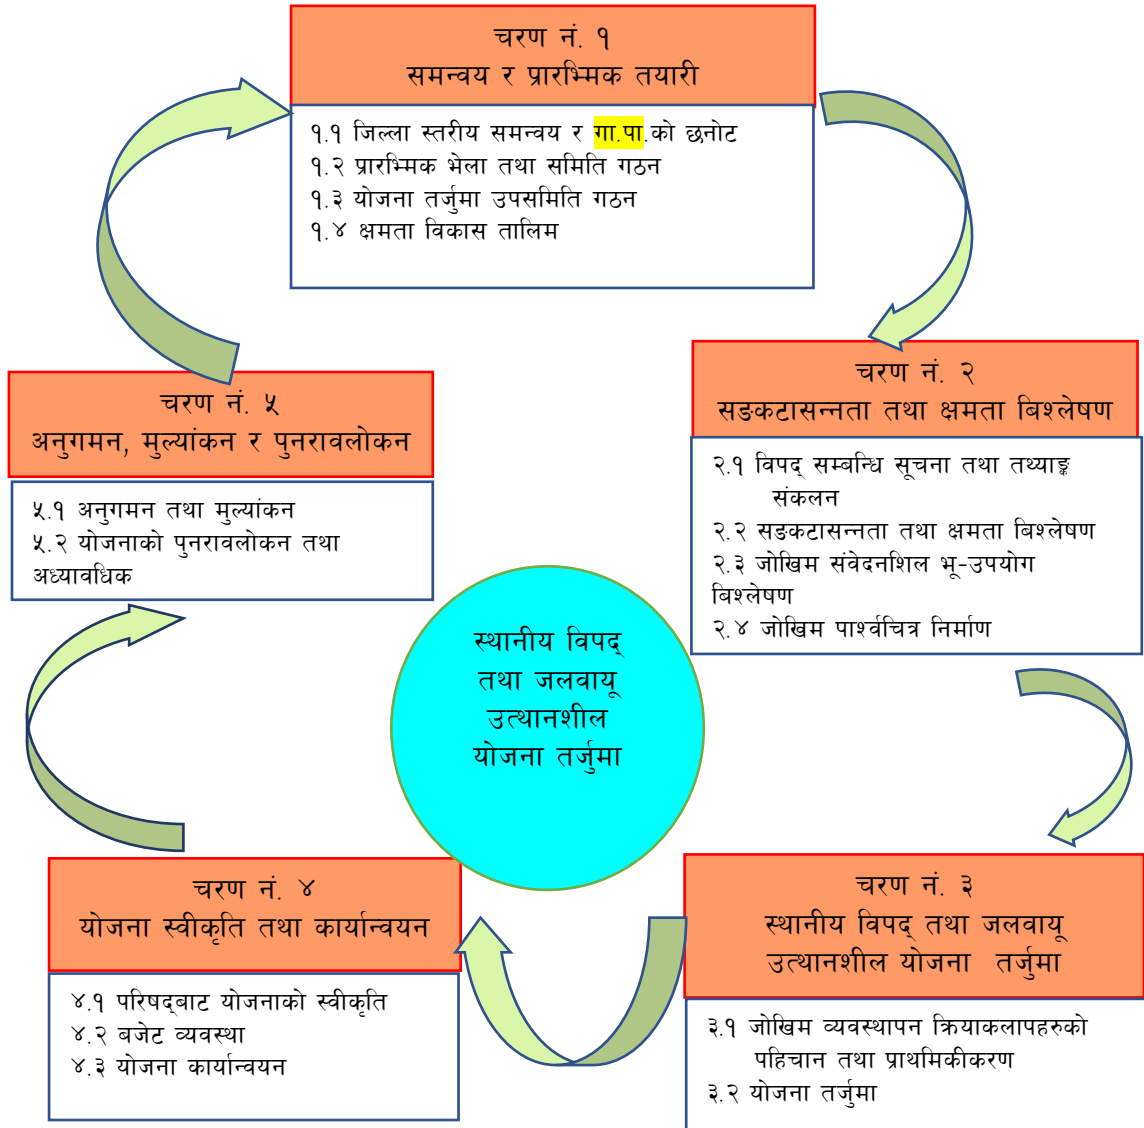 चरण नं. १
समन्वय र प्रारम्भिक तयारी
१.१ जिल्ला स्तरीय समन्वय र गा.पा.को छनोट
१.२ प्रारम्भिक भेला तथा समिति गठन
१.३ योजना तर्जुमा उपसमिति गठन
१.४ क्षमता विकास तालिम
चरण नं. २
सङकटासन्नता तथा क्षमता बिश्लेषण
२.१ विपद् सम्बन्धि सूचना तथा तथ्याङ्क
संकलन
२.२ सङकटासन्नता तथा क्षमता बिश्लेषण
२.३ जोखिम संवेदनशिल भू-उपयोग
बिश्लेषण
२.४ जोखिम पार्श्वचित्र निर्माण
चरण नं. ३
स्थानीय विपद् तथा जलवायू
उत्थानशील योजना तर्जुमा
३.१ जोखिम व्यवस्थापन क्रियाकलापहरुको
पहिचान तथा प्राथमिकीकरण
३.२ योजना तर्जुमा
चरण नं. ४
योजना स्वीकृति तथा कार्यान्वयन
४.१ परिषद्बाट योजनाको स्वीकृति
४.२ बजेट व्यवस्था
४.३ योजना कार्यान्वयन
चरण नं. ५
अनुगमन, मुल्यांकन र पुनरावलोकन
५.१ अनुगमन तथा मुल्यांकन
५.२ योजनाको पुनरावलोकन तथा
अध्यावधिक
स्थानीय विपद्
तथा जलवायू
उत्थानशील
योजना तर्जुमा